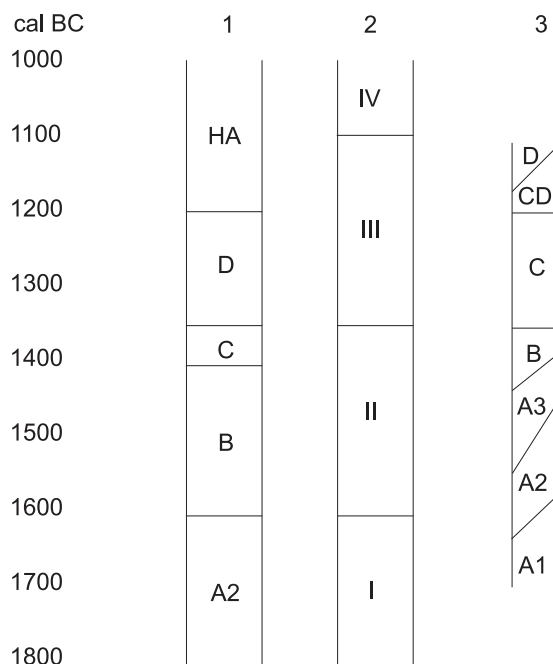 cal BC 1 2 3
1000
IV
1100 HA
D
CD
1200
III
C
D
1300
C B
1400
A3
II
B
1500
A2
1600
A1
1700 A2 I
1800